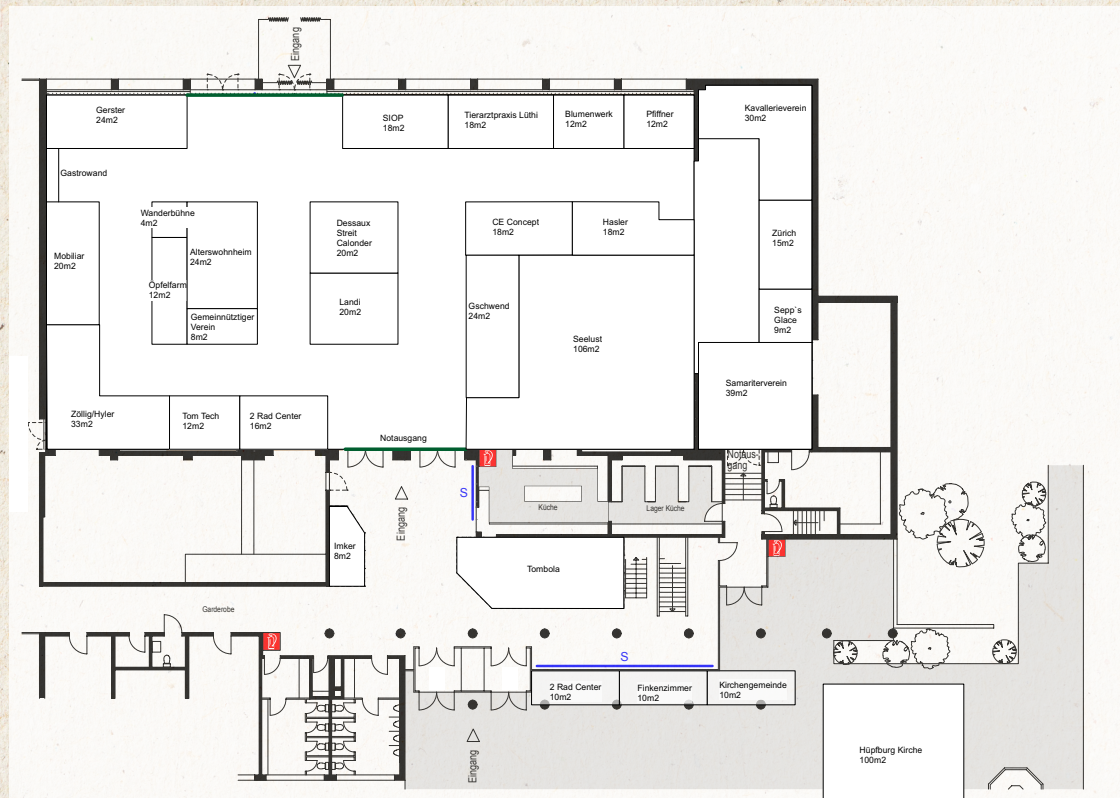 Eingang
Gerster
24m2
SIOP
18m2
Tierarztpraxis Lüthi
18m2
Blumenwerk
12m2
Pfiffner
12m2
Kavallerieverein
30m2
Gastrowand
Wanderbühne
4m2
Alterswohnheim
24m2
Öpfelfarm
12m2
Gemeinnütziger
Verein
8m2
Mobiliar
20m2
Dessaux
Streit
Calonder
20m2
Landi
20m2
CE Concept
18m2
Hasler
18m2
Zürich
15m2
Gschwend
24m2
Seelust
106m2
Sepp`s
Glace
9m2
Samariterverein
39m2
Zöllig/Hyler
33m2
Tom Tech
12m2
2 Rad Center
16m2
Notausgang
Notaus-
gang
S
Eingang
Küche
Lager Küche
Imker
8m2
Tombola
Garderobe
S
2 Rad Center
10m2
Finkenzimmer
10m2
Kirchengemeinde
10m2
Eingang
Hüpfburg Kirche
100m2